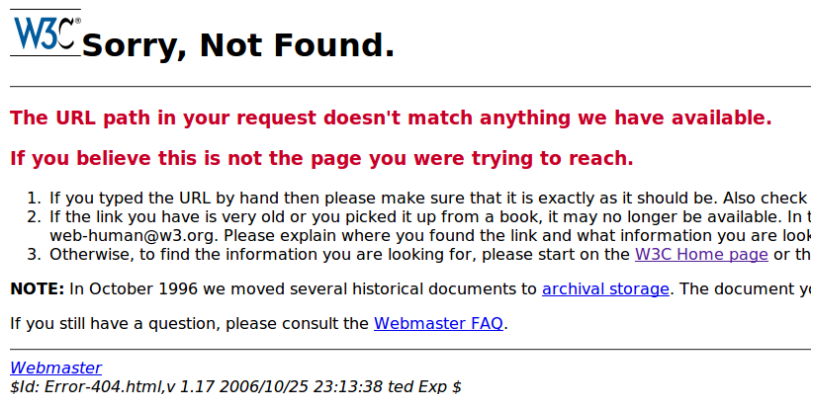 W3C® Sorry, Not Found.
The URL path in your request doesn't match anything we have available.
If you believe this is not the page you were trying to reach.
1. If you typed the URL by hand then please make sure that it is exactly as it should be. Also check
2. If the link you have is very old or you picked it up from a book, it may no longer be available. In
web-human@w3.org. Please explain where you found the link and what information you are
3. Otherwise, to find the information you are looking for, please start on the W3C Home page or
NOTE: In October 1996 we moved several historical documents to archival storage. The document
If you still have a question, please consult the Webmaster FAQ.
Webmaster
$Id: Error-404.html,v 1.17 2006/10/25 23:13:38 ted Exp $